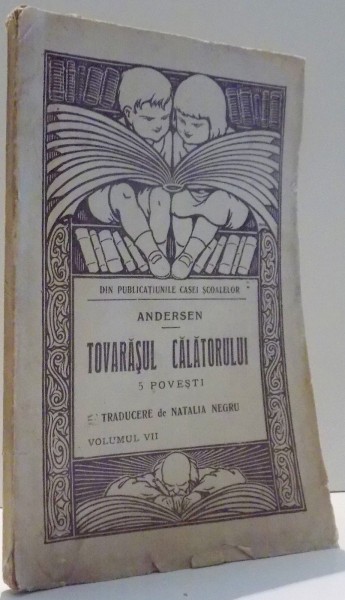 DIN PUBLICAȚIUNILE CASEI ȘCOALELOR
ANDERSEN
TOVARĂȘUL CĂLĂTORULUI
5 POVEȘTI
TRADUCERE de NATALIA NEGRU
VOLUMUL VII